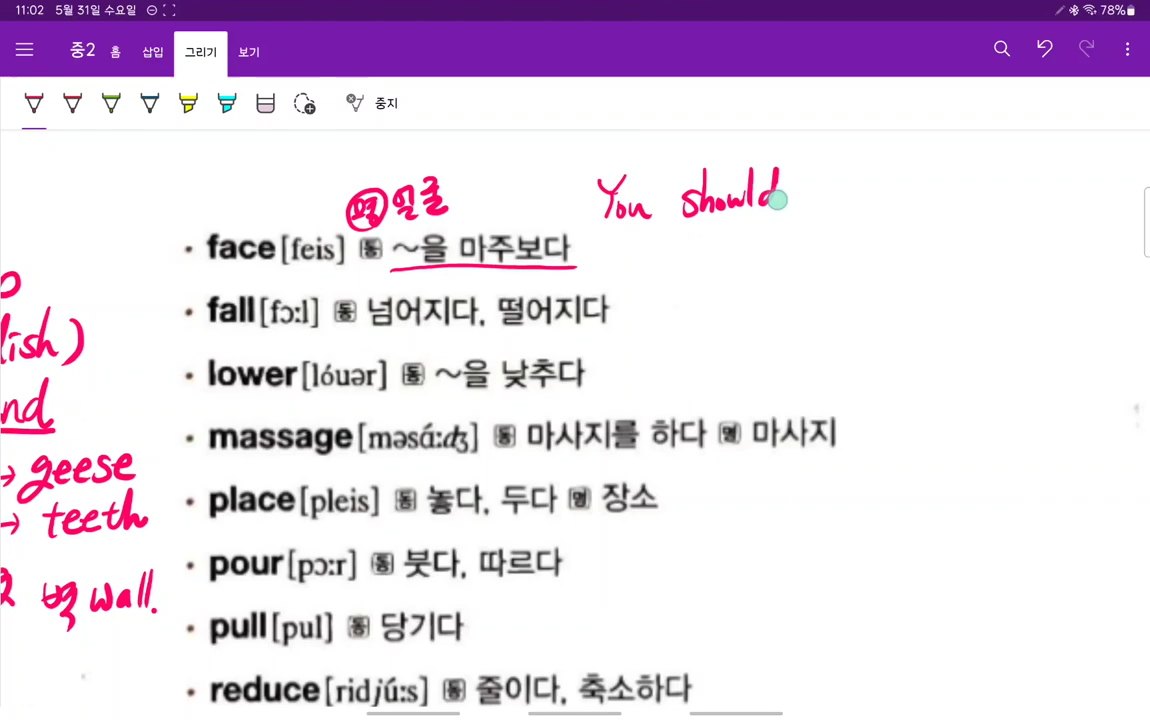 11:02 5월 31일 수요일 78%
중2 홈 삽입 그리기 보기
중지
명 얼굴 You should
face[feis] 동 ~을 마주보다
fall[fɔ:l] 동 넘어지다, 떨어지다
lish)
lower[lóuər] 동 ~을 낮추다
nd
massage[məsɑ́:dʒ] 동 마사지를 하다 명 마사지
→ geese
place[pleis] 동 놓다, 두다 명 장소
→ teeth
pour[pɔ:r] 동 붓다, 따르다
벽 wall.
pull[pul] 동 당기다
reduce[ridjú:s] 동 줄이다, 축소하다